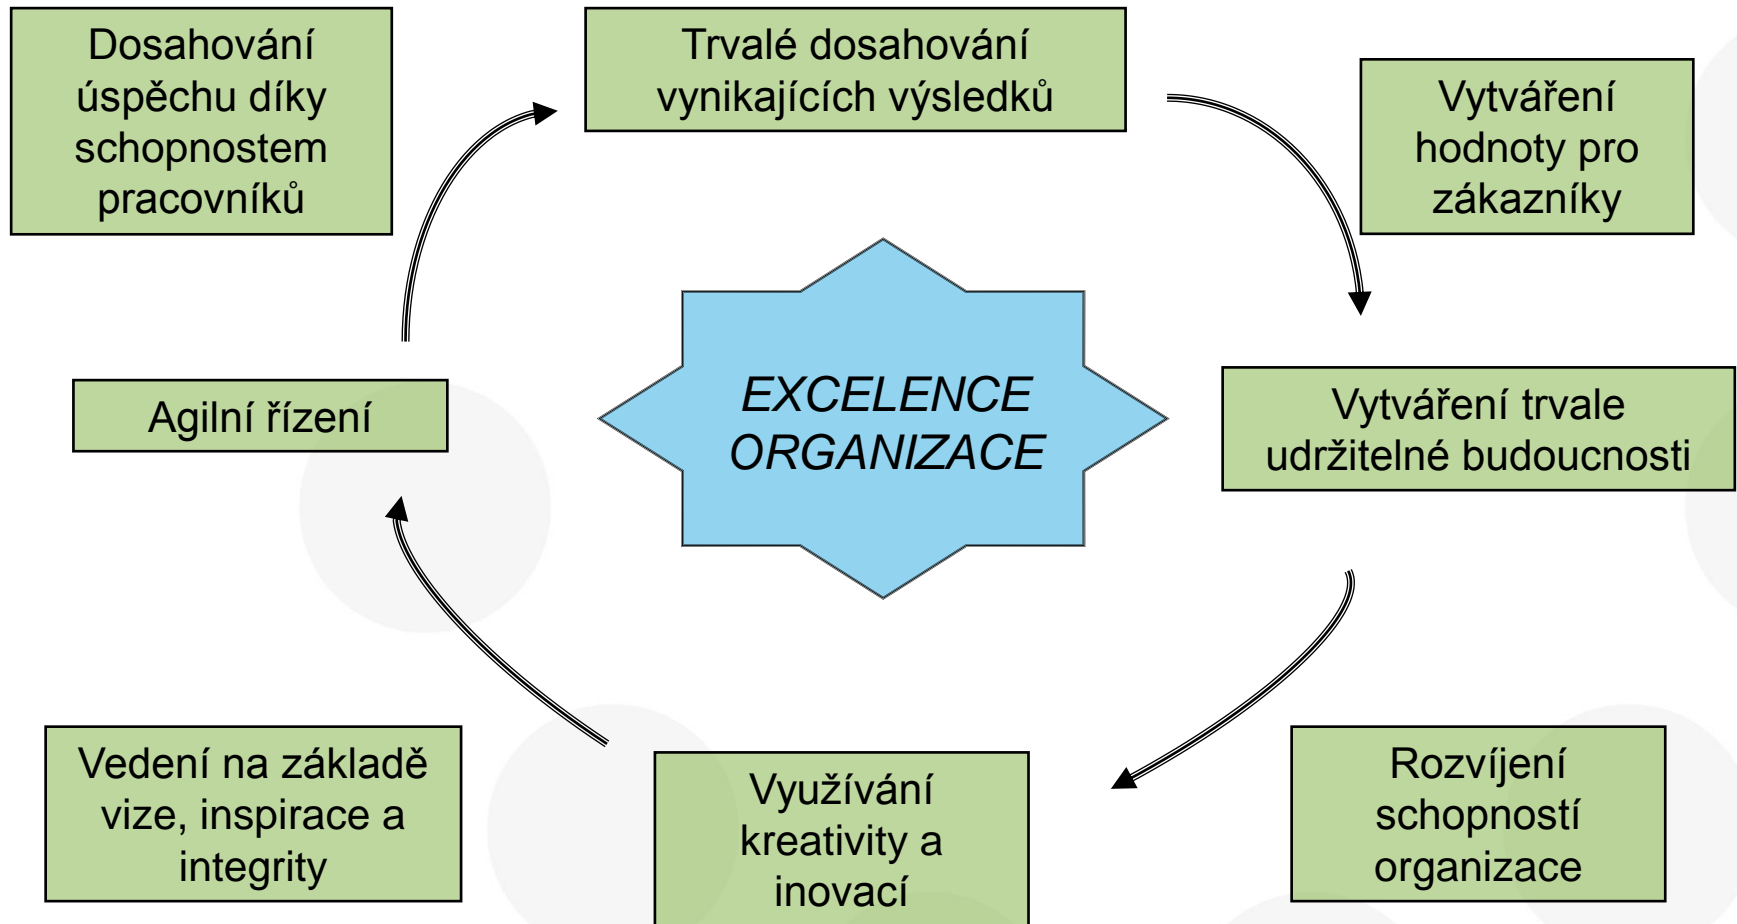 Dosahování
úspěchu díky
schopnostem
pracovníků
Trvalé dosahování
vynikajících výsledků
Vytváření
hodnoty pro
zákazníky
Agilní řízení
EXCELENCE
ORGANIZACE
Vytváření trvale
udržitelné budoucnosti
Vedení na základě
vize, inspirace a
integrity
Využívání
kreativity a
inovací
Rozvíjení
schopností
organizace